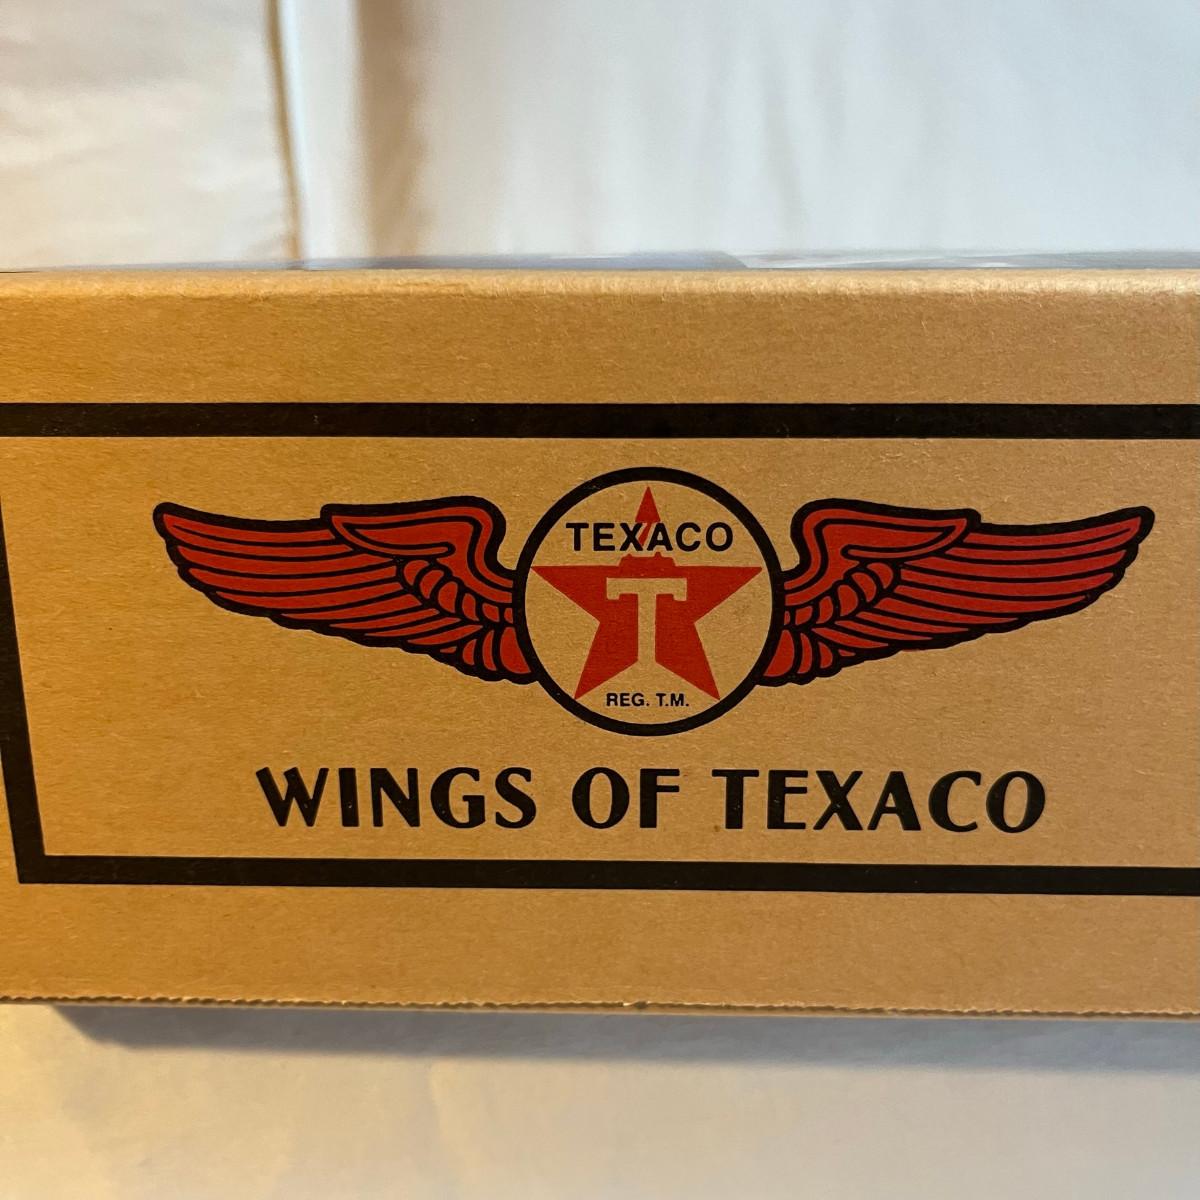 TEXACO
T
REG. T.M.
WINGS OF TEXACO